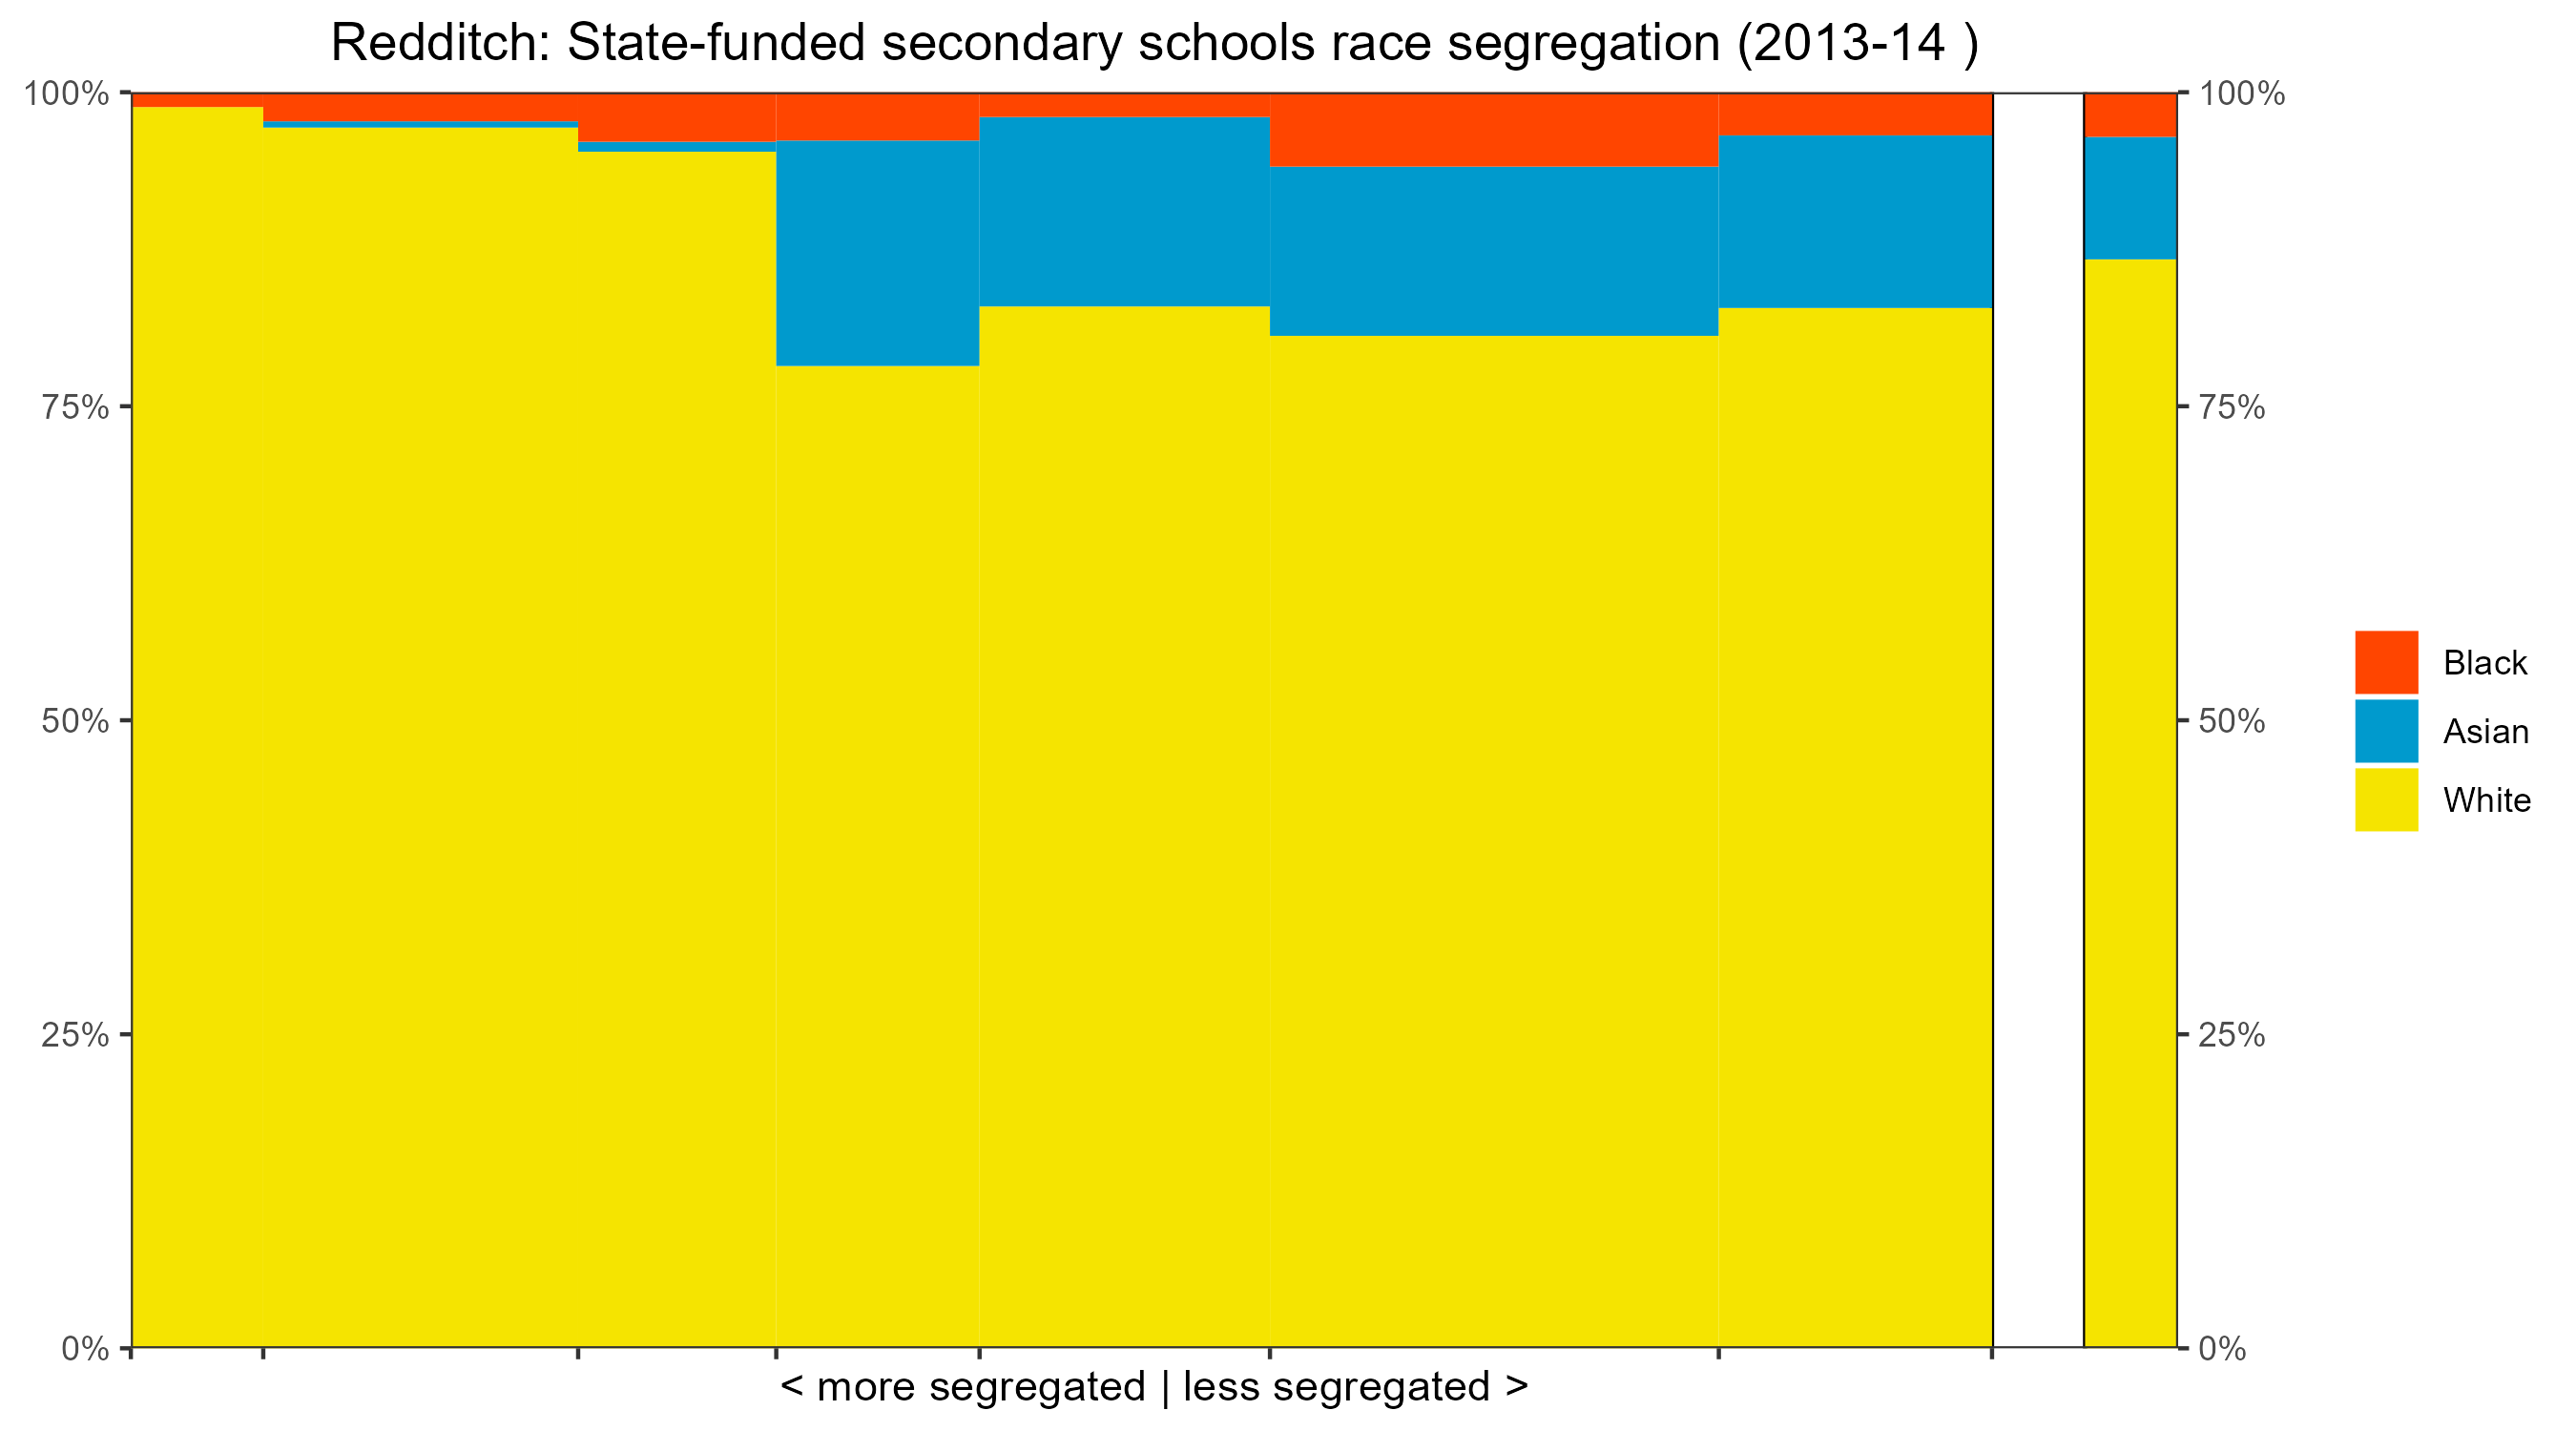 Redditch: State-funded secondary schools race segregation (2013-14 )
100%
75%
50%
25%
0%
100%
75%
50%
25%
0%
Black
Asian
White
< more segregated | less segregated >